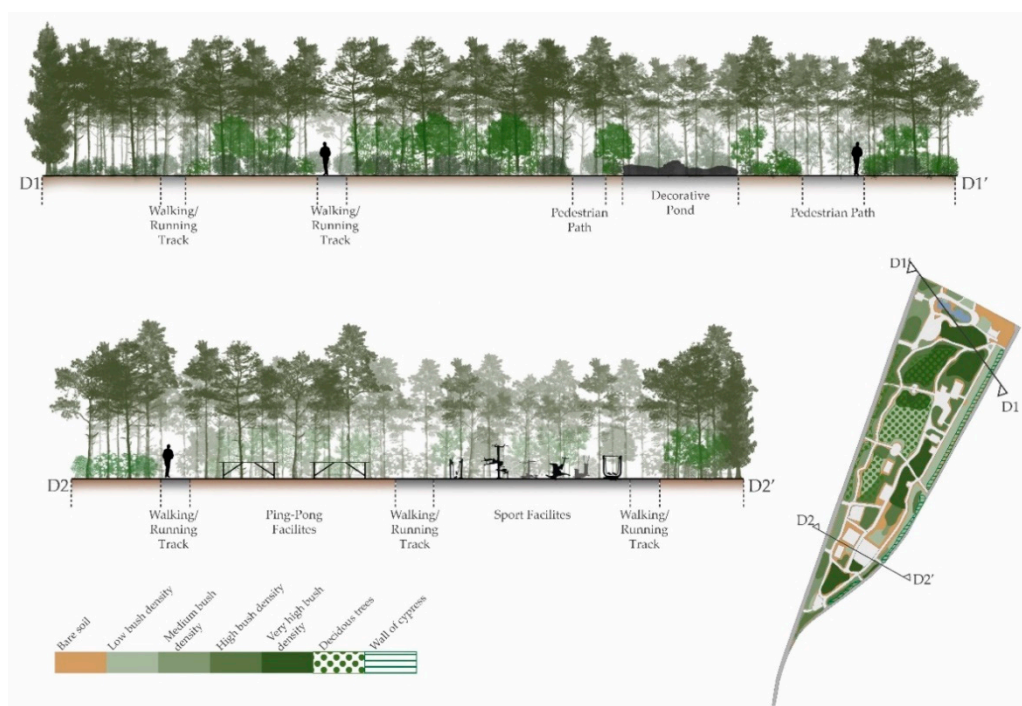 D1
D1'
Walking/
Running
Track
Walking/
Running
Track
Pedestrian
Path
Decorative
Pond
Pedestrian Path
D1'
D1
D2
D2'
Walking/
Running
Track
Ping-Pong
Facilites
Walking/
Running
Track
Sport Facilites
Walking/
Running
Track
D2
D2'
Bare soil
Low bush density
Medium bush
density
High bush density
Very high bush
density
Decidous trees
Wall of cypress